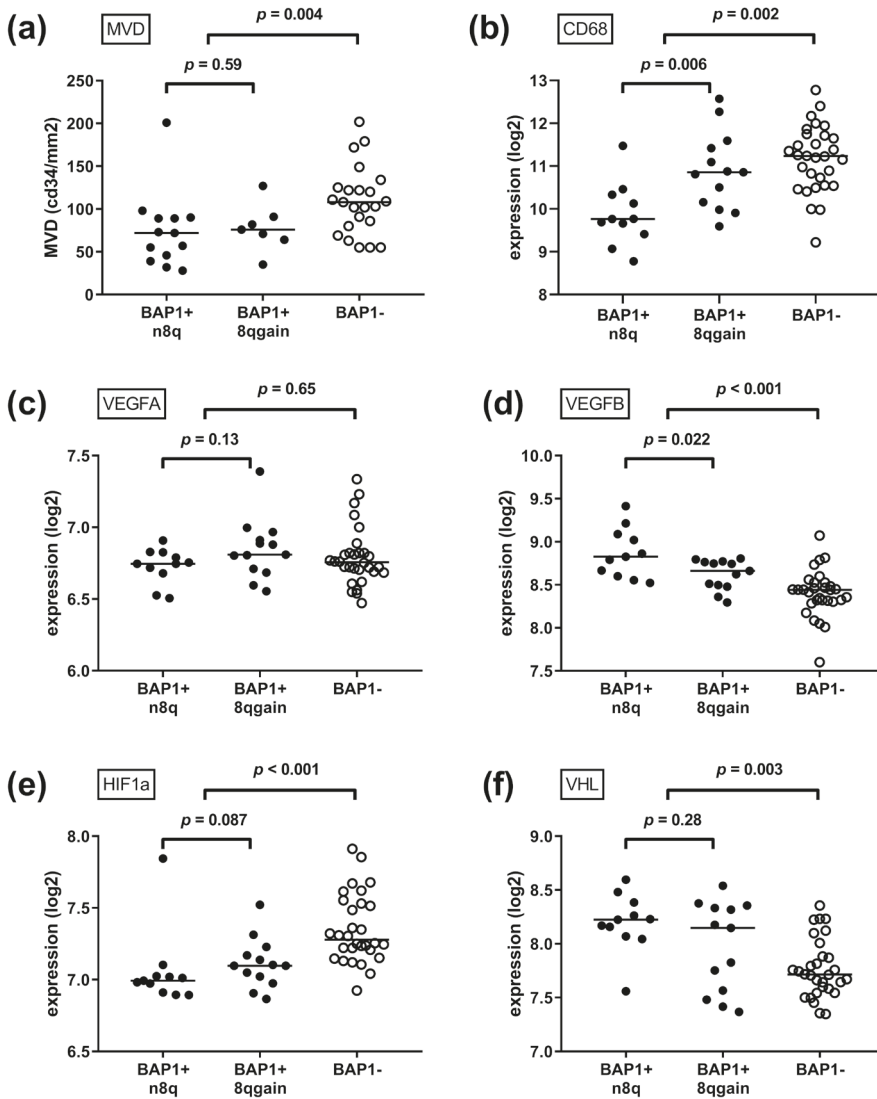 (a) MVD
p = 0.004
p = 0.59
MVD (cd34/mm2)
250
200
150
100
50
0
BAP1+ n8q
BAP1+ 8qgain
BAP1-
(b) CD68
p = 0.002
p = 0.006
expression (log2)
13
12
11
10
9
8
BAP1+ n8q
BAP1+ 8qgain
BAP1-
(c) VEGFA
p = 0.65
p = 0.13
expression (log2)
7.5
7.0
6.5
6.0
BAP1+ n8q
BAP1+ 8qgain
BAP1-
(d) VEGFB
p < 0.001
p = 0.022
expression (log2)
10.0
9.5
9.0
8.5
8.0
7.5
BAP1+ n8q
BAP1+ 8qgain
BAP1-
(e) HIF1a
p < 0.001
p = 0.087
expression (log2)
8.0
7.5
7.0
6.5
BAP1+ n8q
BAP1+ 8qgain
BAP1-
(f) VHL
p = 0.003
p = 0.28
expression (log2)
9.0
8.5
8.0
7.5
7.0
BAP1+ n8q
BAP1+ 8qgain
BAP1-